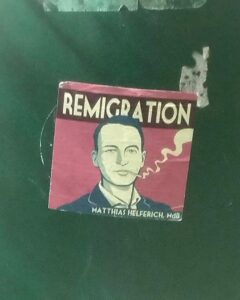 REMIGRATION
MATTHIAS HELFERICH, MdB